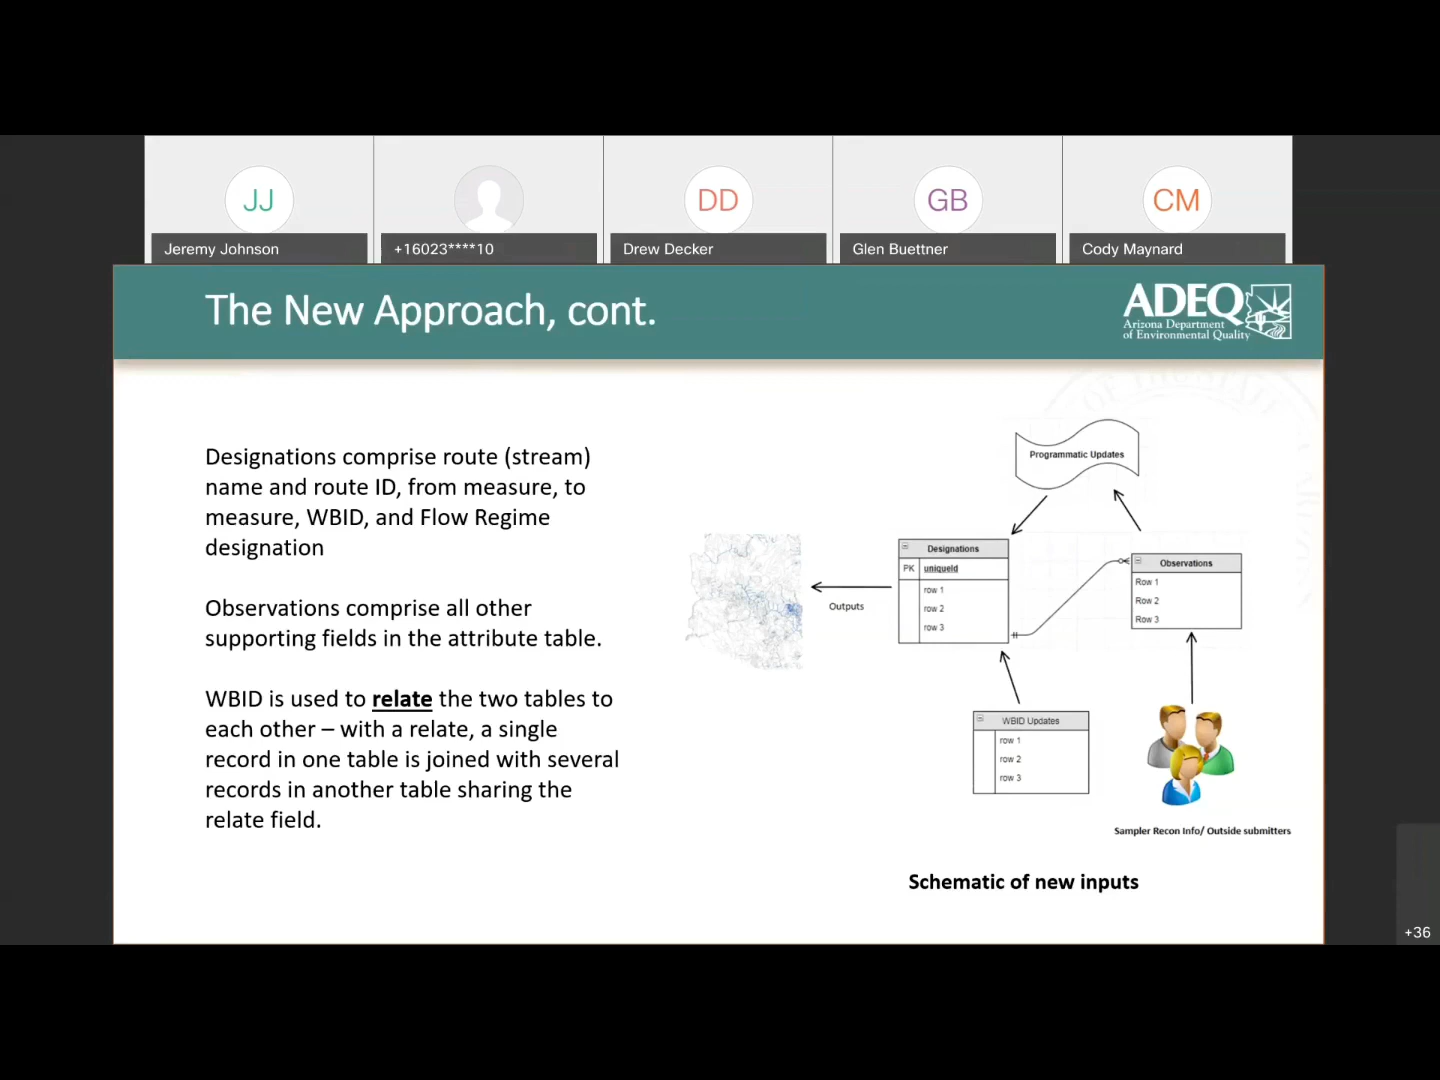 JJ
DD
GB
CM
Jeremy Johnson
+16023****10
Drew Decker
Glen Buettner
Cody Maynard
The New Approach, cont.
ADEQ
Arizona Department
of Environmental Quality
Designations comprise route (stream)
name and route ID, from measure, to
measure, WBID, and Flow Regime
designation
Observations comprise all other
supporting fields in the attribute table.
WBID is used to relate the two tables to
each other – with a relate, a single
record in one table is joined with several
records in another table sharing the
relate field.
Programmatic Updates
Designations
PK
uniqueId
row 1
row 2
row 3
Outputs
Observations
Row 1
Row 2
Row 3
WBID Updates
row 1
row 2
row 3
Sampler Recon Info/ Outside submitters
Schematic of new inputs
+36